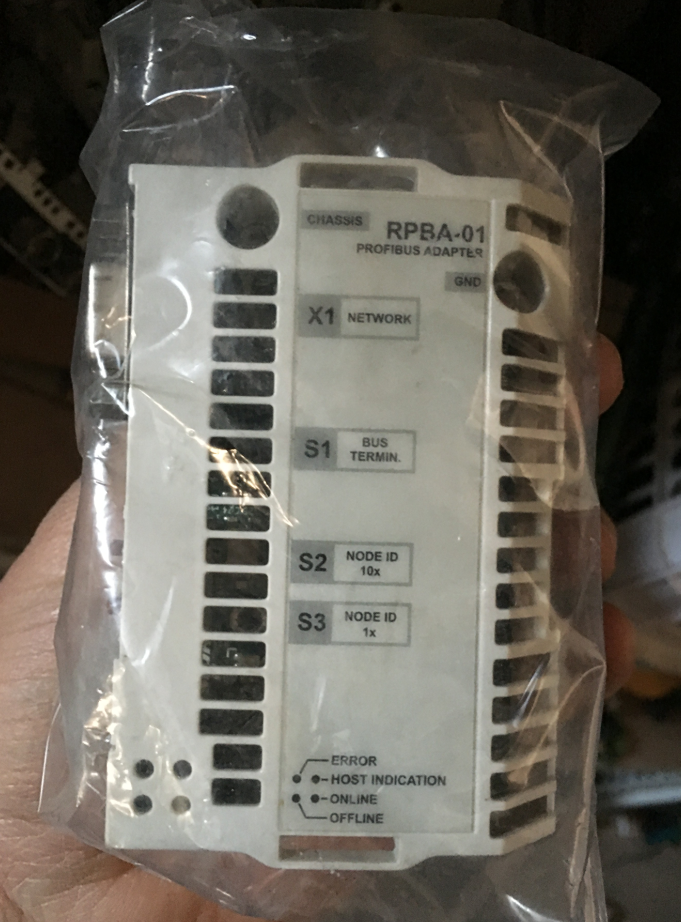 CHASSIS
RPBA-01
PROFIBUS ADAPTER
GND
X1 NETWORK
S1 BUS
TERMIN.
S2 NODE ID
10x
S3 NODE ID
1x
ERROR
HOST INDICATION
ONLINE
OFFLINE